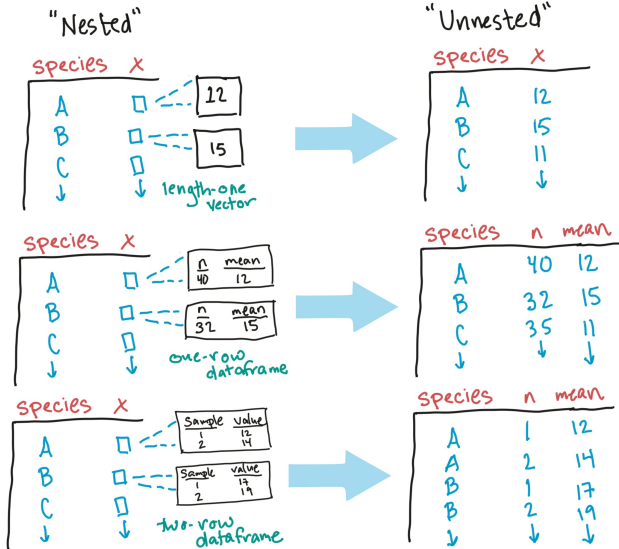 "Nested"
"Unnested"
species x
A
12
B
15
C
length-one
vector
species x
A 12
B 15
C 11
species x
A
n mean
40 12
B
n mean
32 15
C
one-row
dataframe
species n mean
A 40 12
B 32 15
C 35 11
species x
A
Sample value
1 12
2 14
B
Sample value
1 17
2 19
C
two-row
dataframe
species n mean
A 1 12
A 2 14
B 1 17
B 2 19